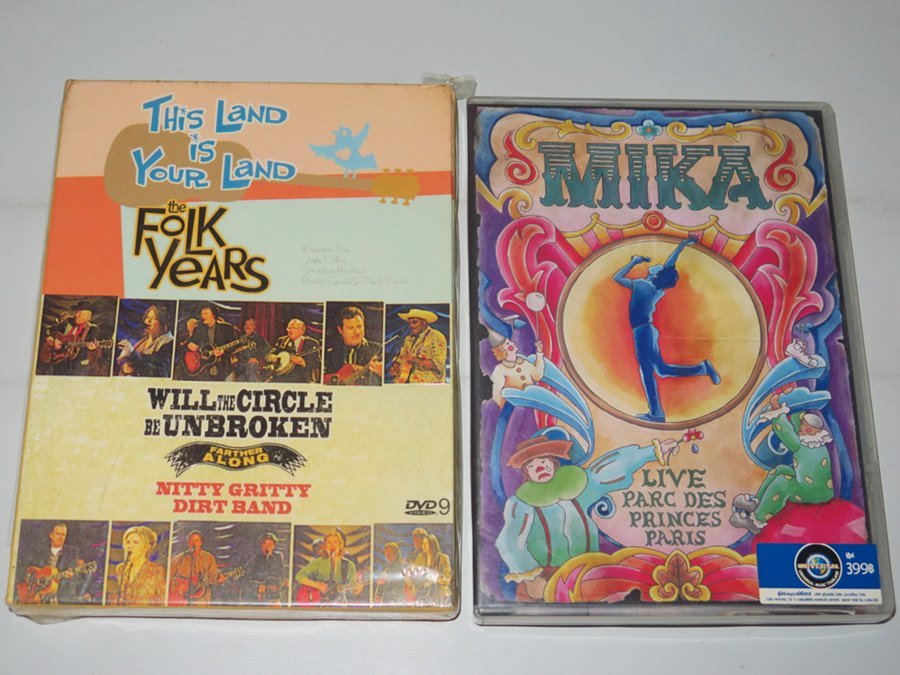 THIS LAND
IS
YOUR LAND
the
FOLK
YEARS
Kingston Trio
Judy Collins
Smothers Brothers
WILL THE CIRCLE
BE UNBROKEN
FARTHER
ALONG
NITTY GRITTY
DIRT BAND
DVD 9
VIDEO
MIKA
LIVE
PARC DES
PRINCES
PARIS
UNIVERSAL
399฿